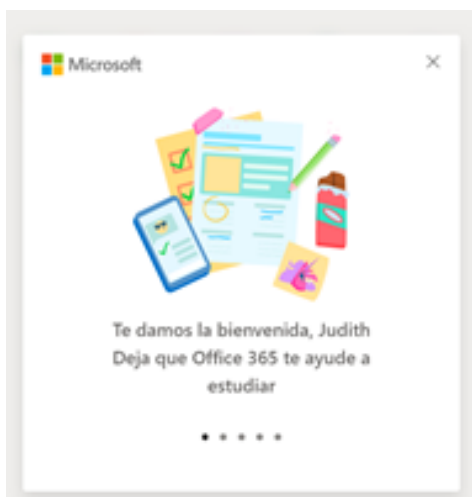 Microsoft
Te damos la bienvenida, Judith
Deja que Office 365 te ayude a
estudiar